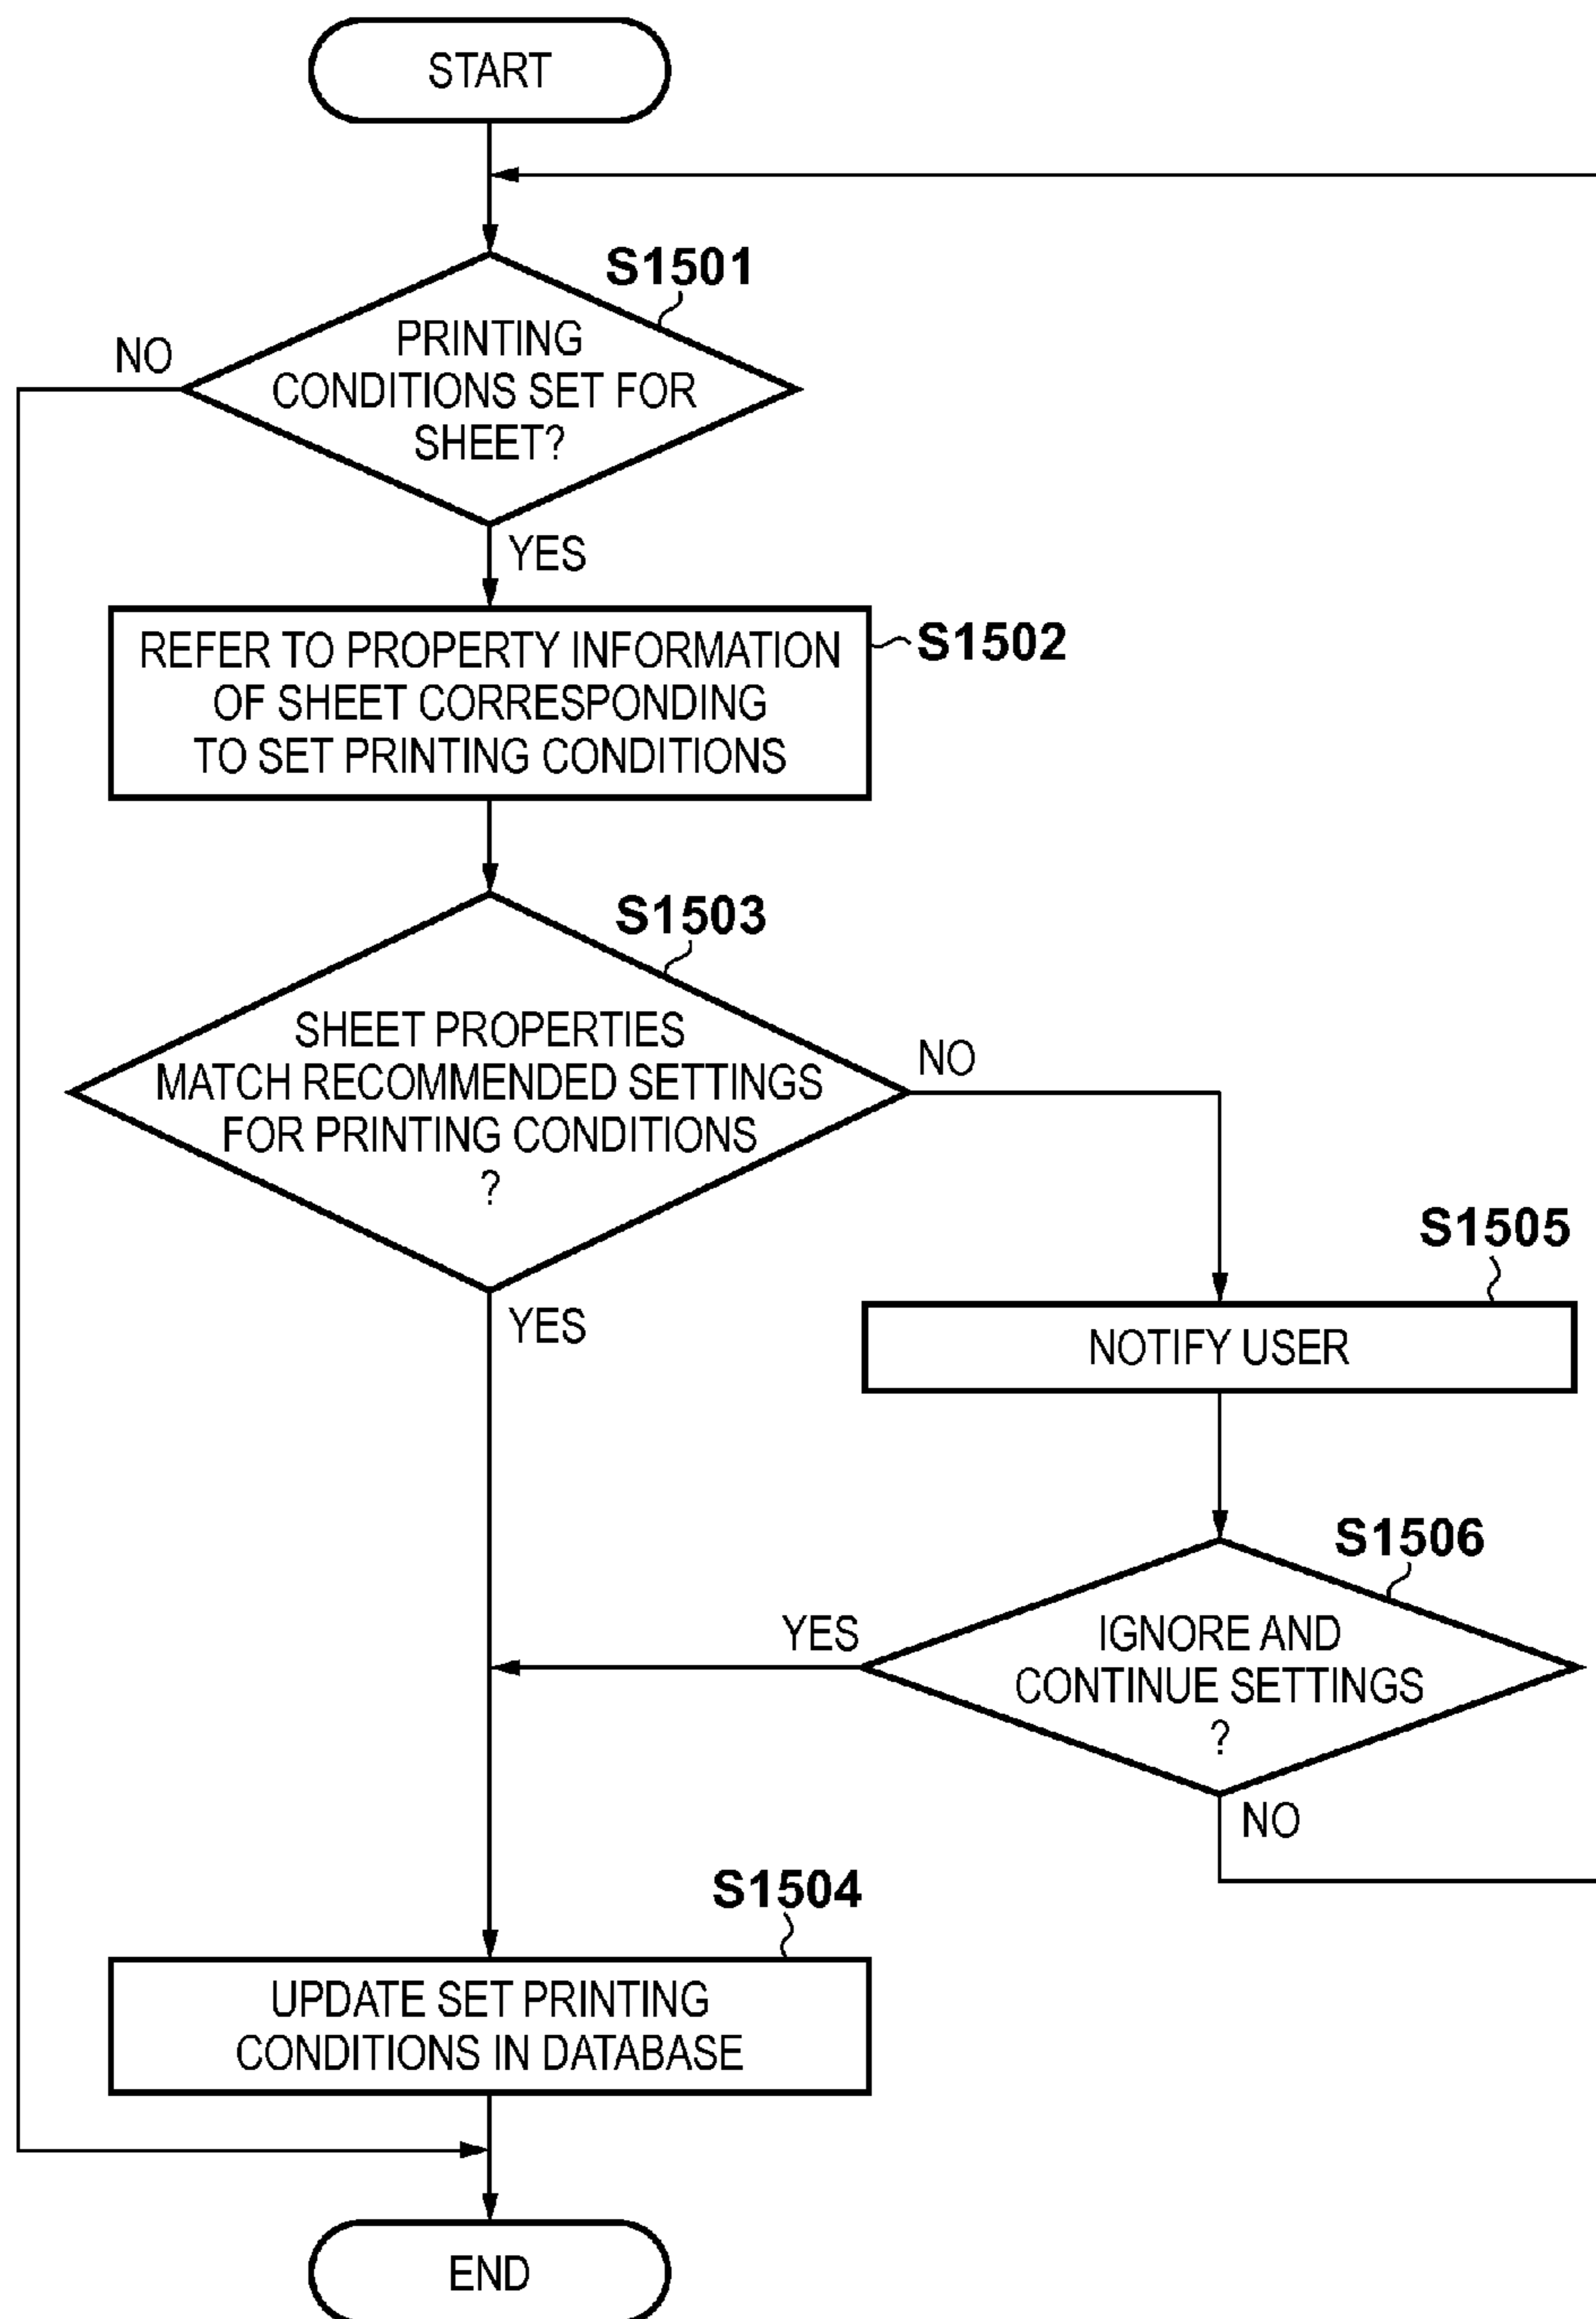 START
S1501
NO
PRINTING
CONDITIONS SET FOR
SHEET?
YES
REFER TO PROPERTY INFORMATION
OF SHEET CORRESPONDING
TO SET PRINTING CONDITIONS
S1502
S1503
SHEET PROPERTIES
MATCH RECOMMENDED SETTINGS
FOR PRINTING CONDITIONS
?
NO
YES
S1505
NOTIFY USER
S1506
YES
IGNORE AND
CONTINUE SETTINGS
?
NO
S1504
UPDATE SET PRINTING
CONDITIONS IN DATABASE
END